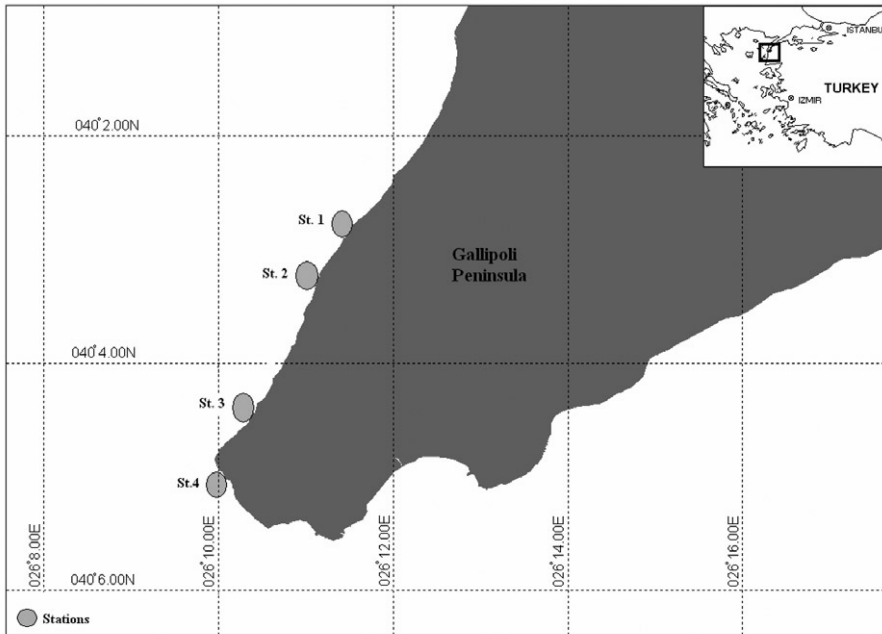 ISTANBUL
TURKEY
IZMIR
040°2.00N
St. 1
Gallipoli
Peninsula
St. 2
040°4.00N
St. 3
St.4
026°8.00E
026°10.00E
026°12.00E
026°14.00E
026°16.00E
040°6.00N
Stations